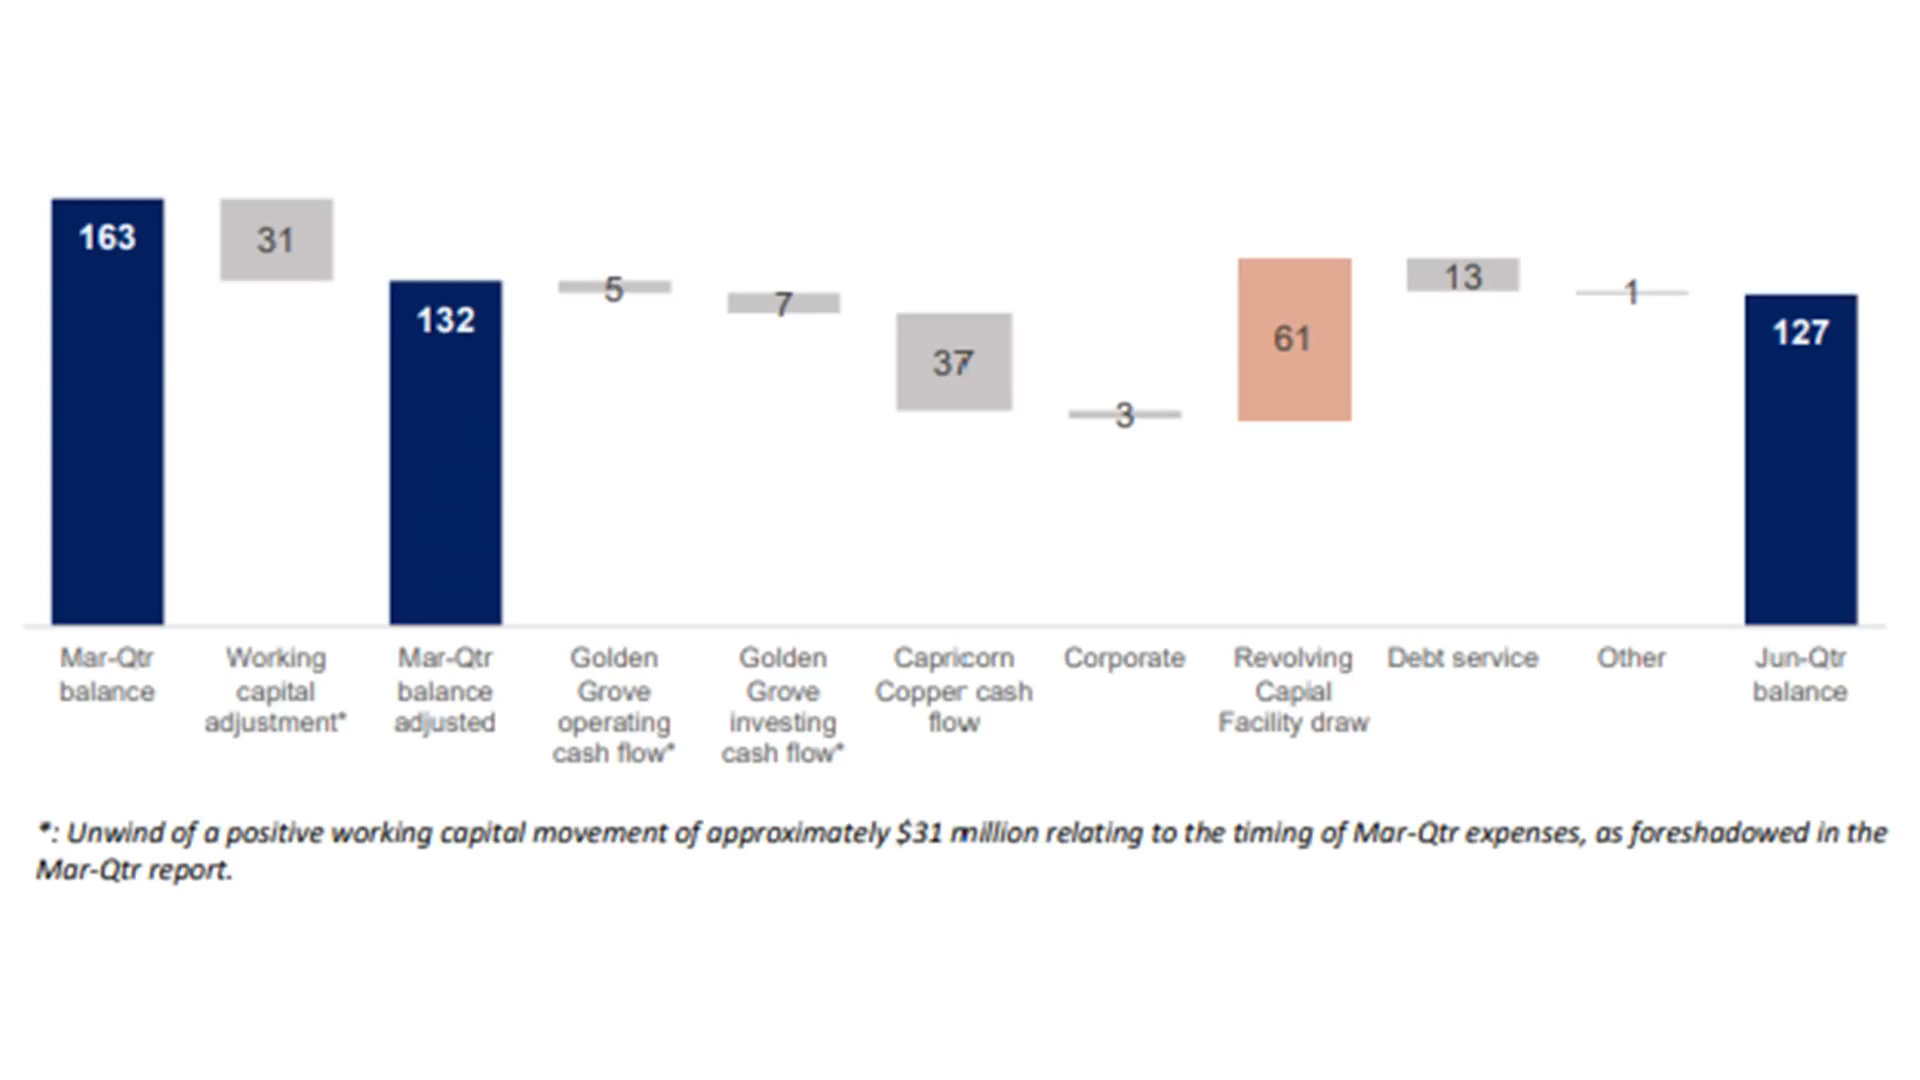 163
31
132
5
7
37
3
61
13
1
127
Mar-Qtr
balance
Working
capital
adjustment*
Mar-Qtr
balance
adjusted
Golden
Grove
operating
cash flow*
Golden
Grove
investing
cash flow*
Capricorn
Copper cash
flow
Corporate
Revolving
Capial
Facility draw
Debt service
Other
Jun-Qtr
balance
*: Unwind of a positive working capital movement of approximately $31 million relating to the timing of Mar-Qtr expenses, as foreshadowed in the
Mar-Qtr report.